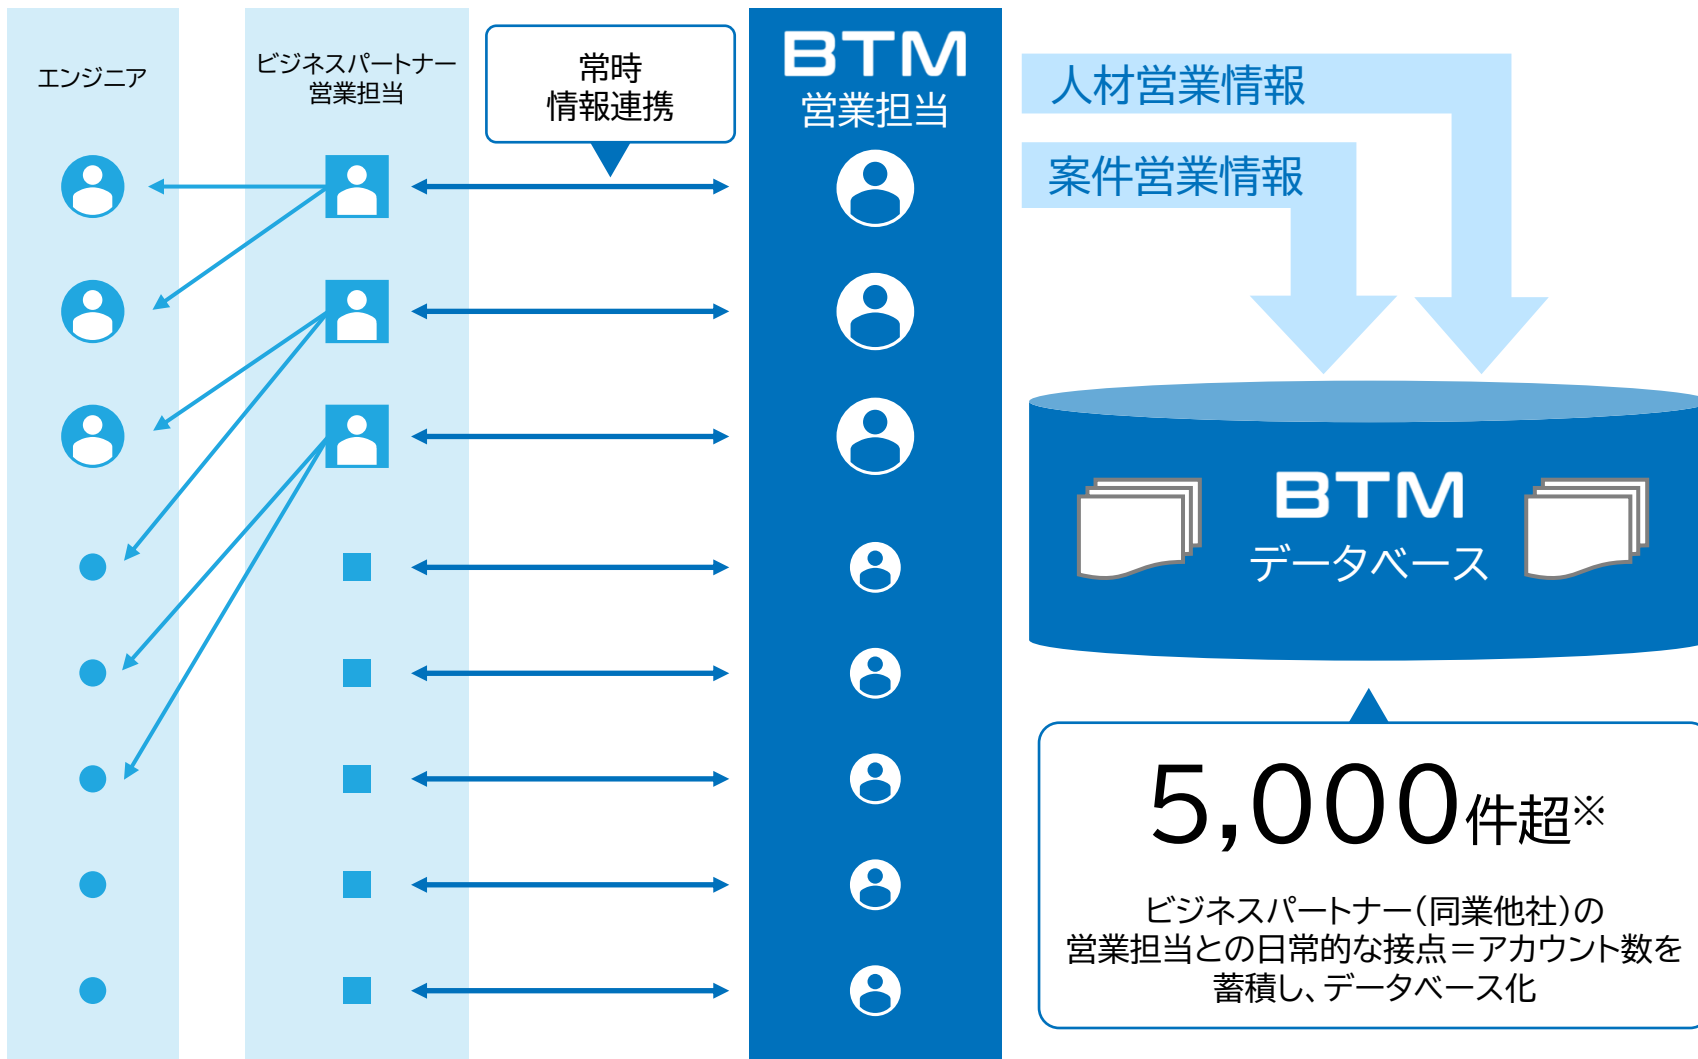 エンジニア
ビジネスパートナー
営業担当
常時
情報連携
BTM
営業担当
人材営業情報
案件営業情報
BTM
データベース
5,000件超※
ビジネスパートナー(同業他社)の
営業担当との日常的な接点=アカウント数を
蓄積し、データベース化